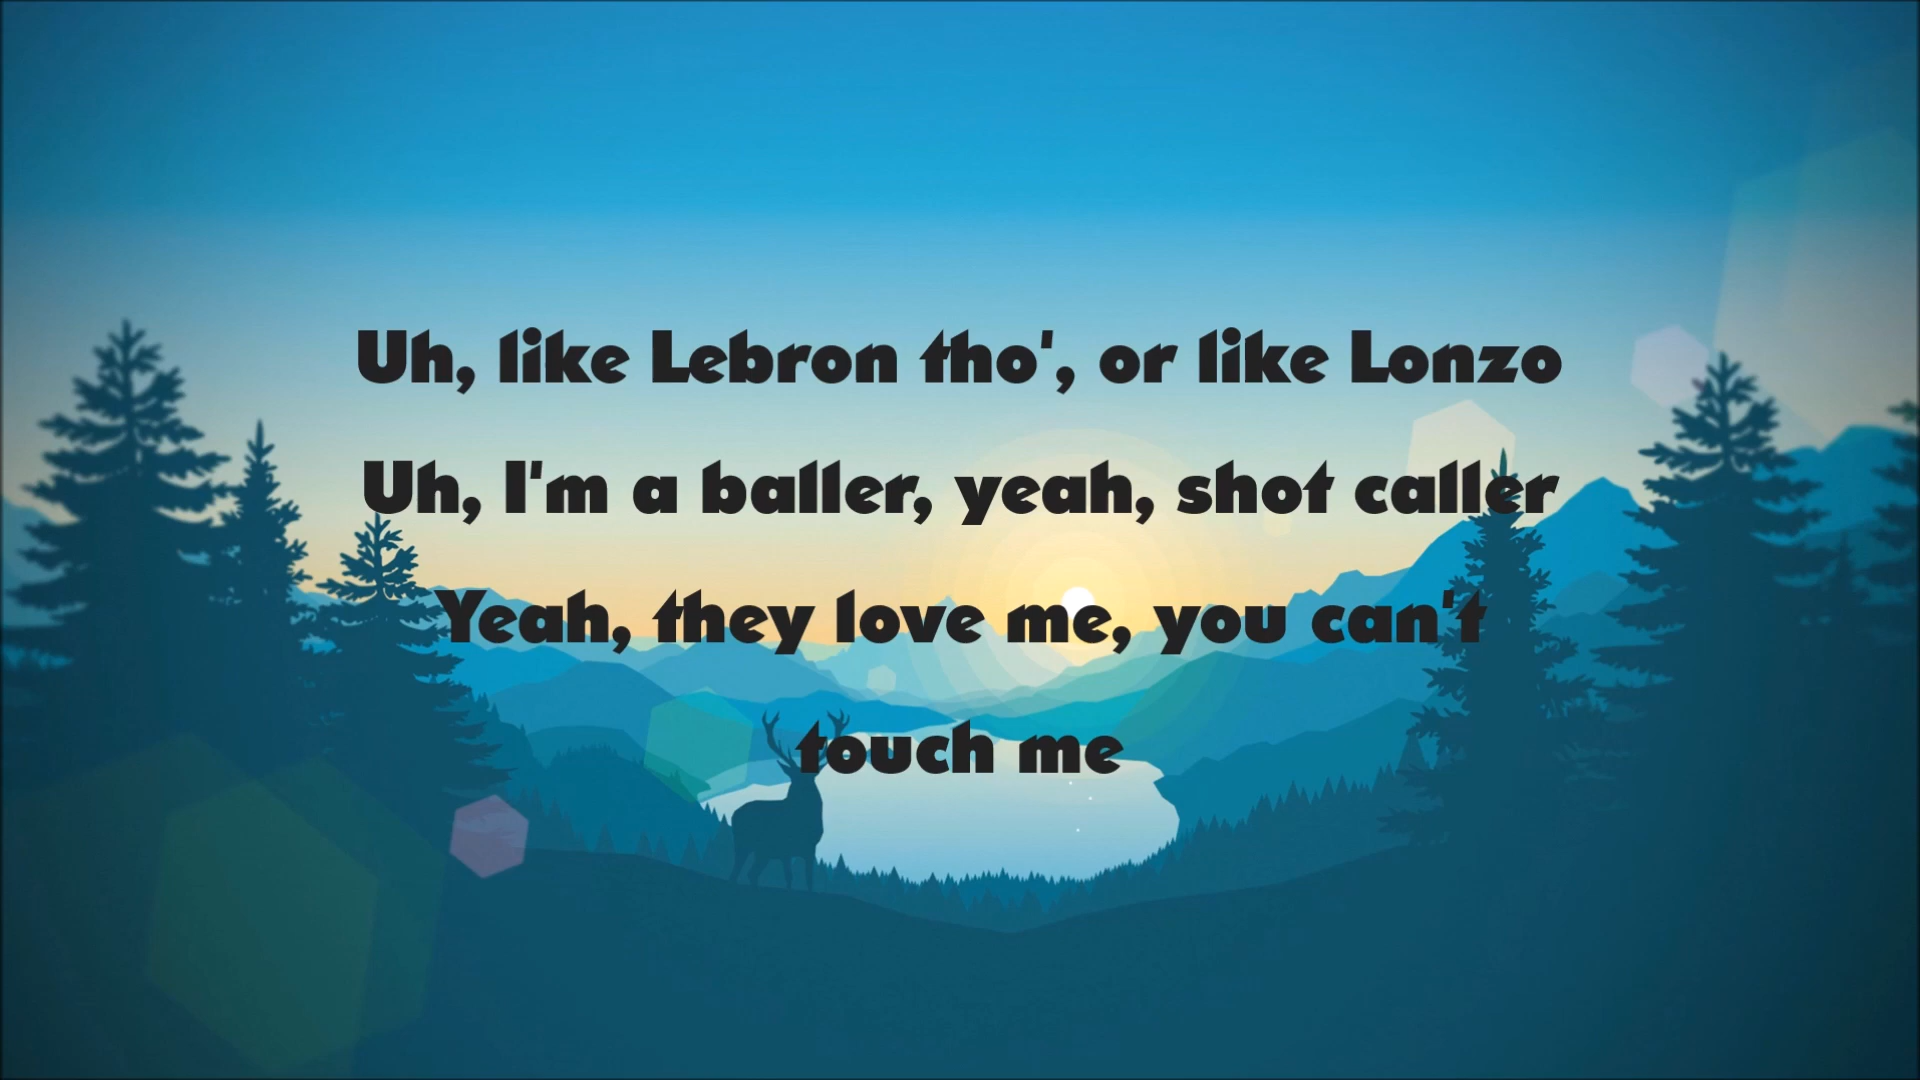 Uh, like Lebron tho', or like Lonzo
Uh, I'm a baller, yeah, shot caller
Yeah, they love me, you can't
touch me